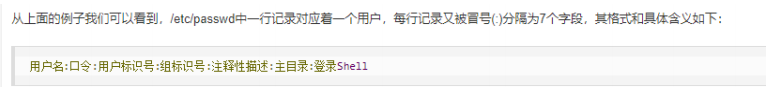 从上面的例子我们可以看到，/etc/passwd中一行记录对应着一个用户，每行记录又被冒号(:)分隔为7个字段，其格式和具体含义如下：
用户名:口令:用户标识号:组标识号:注释性描述:主目录:登录Shell